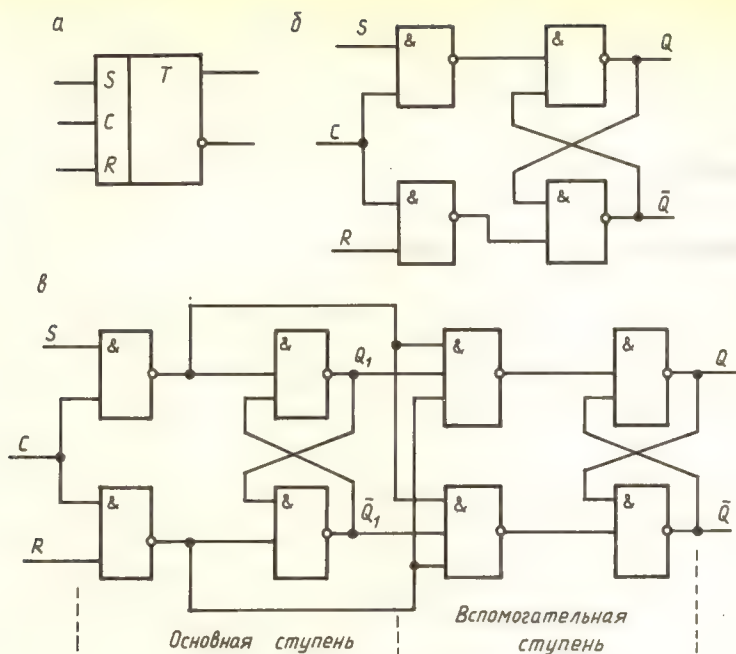 а
S T
C
R
б
S & & Q
C
R & & Q̄
в
S & & Q₁ & & Q
C
R & & Q̄₁ & & Q̄
Основная ступень
Вспомогательная
ступень